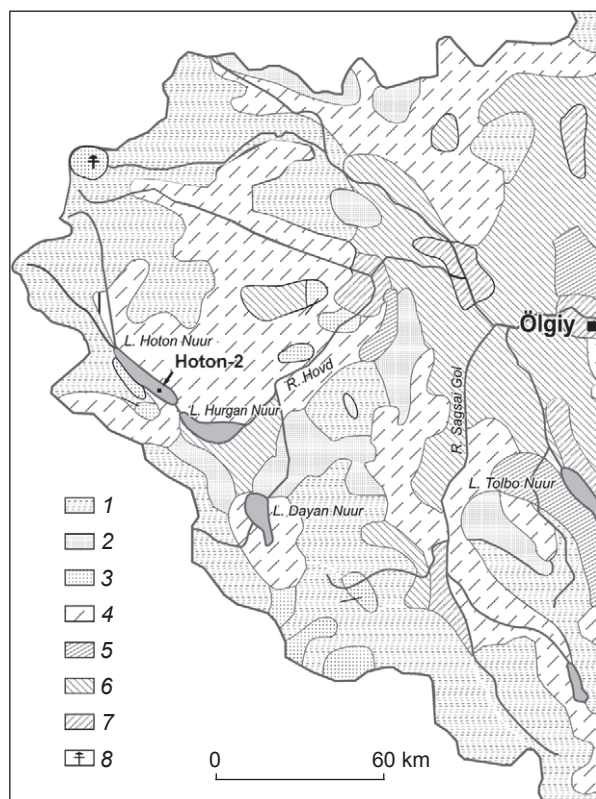 Ölgiy
L. Hoton Nuur
Hoton-2
R. Hovd
R. Sagsai Gol
L. Hurgan Nuur
L. Tolbo Nuur
L. Dayan Nuur
1
2
3
4
5
6
7
8
0 60 km